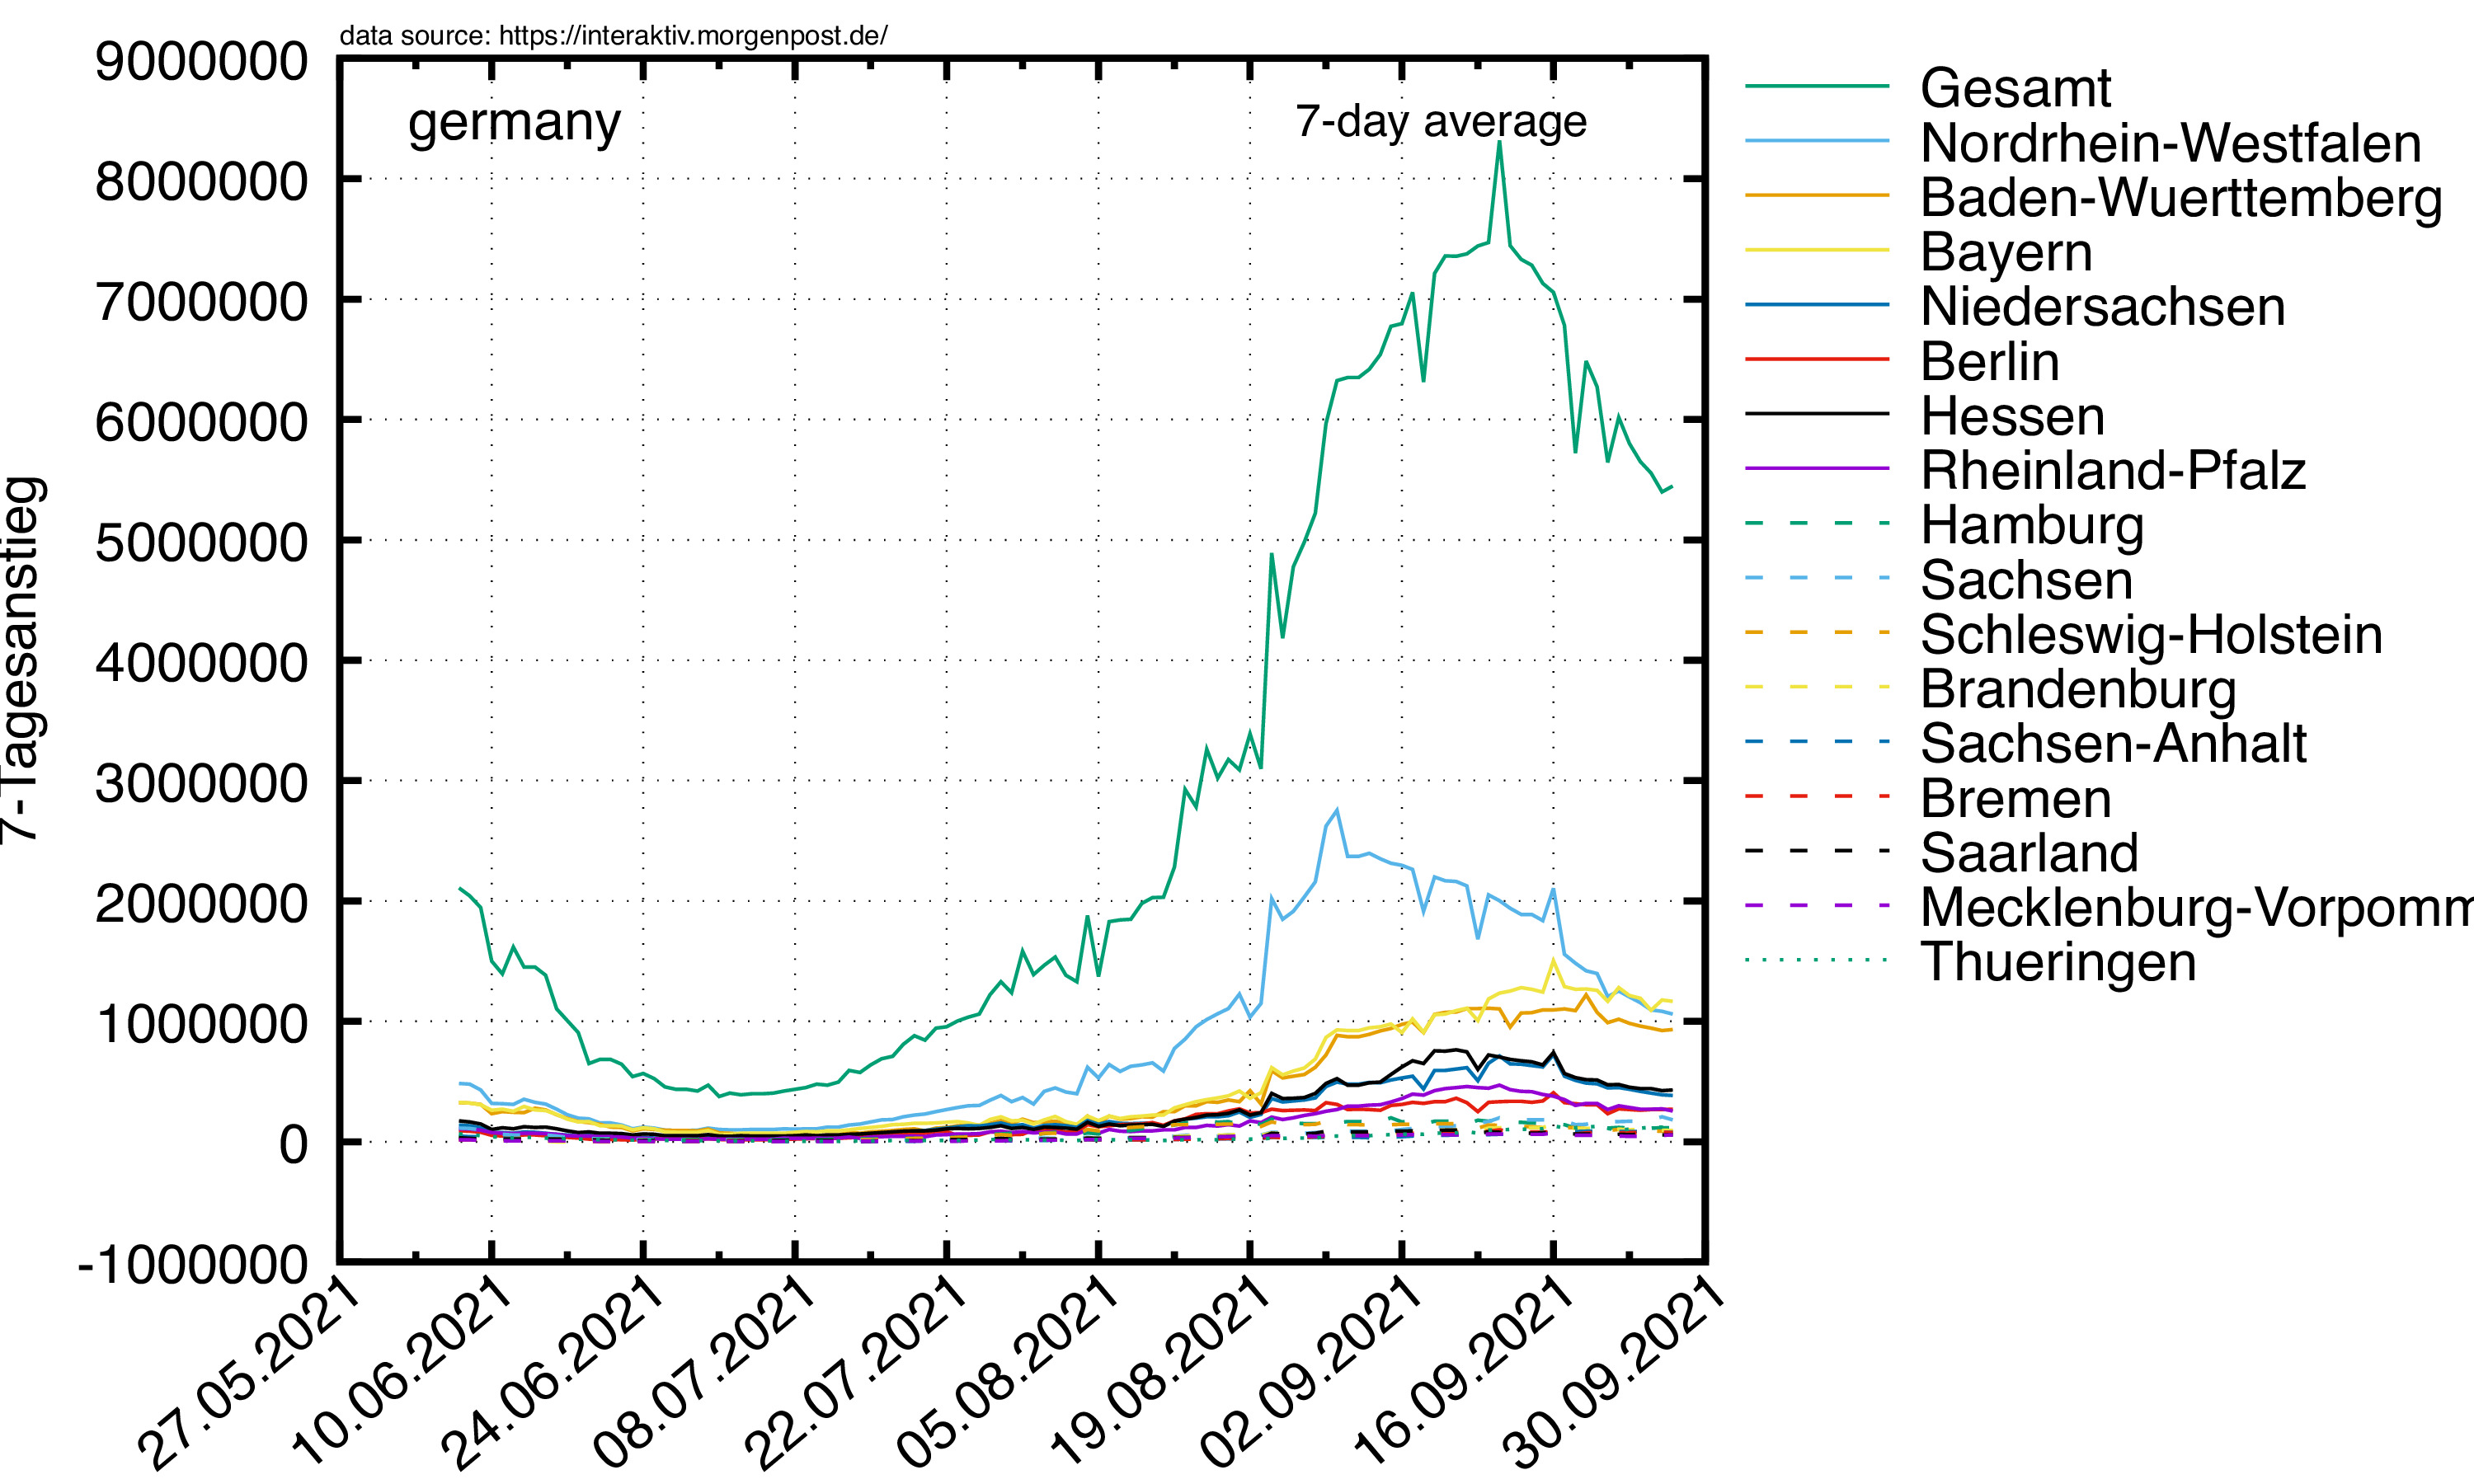 data source: https://interaktiv.morgenpost.de/
germany
7-day average
7-Tagesanstieg
9000000
8000000
7000000
6000000
5000000
4000000
3000000
2000000
1000000
0
-1000000
27.05.2021
10.06.2021
24.06.2021
08.07.2021
22.07.2021
05.08.2021
19.08.2021
02.09.2021
16.09.2021
30.09.2021
Gesamt
Nordrhein-Westfalen
Baden-Wuerttemberg
Bayern
Niedersachsen
Berlin
Hessen
Rheinland-Pfalz
Hamburg
Sachsen
Schleswig-Holstein
Brandenburg
Sachsen-Anhalt
Bremen
Saarland
Mecklenburg-Vorpomm
Thueringen